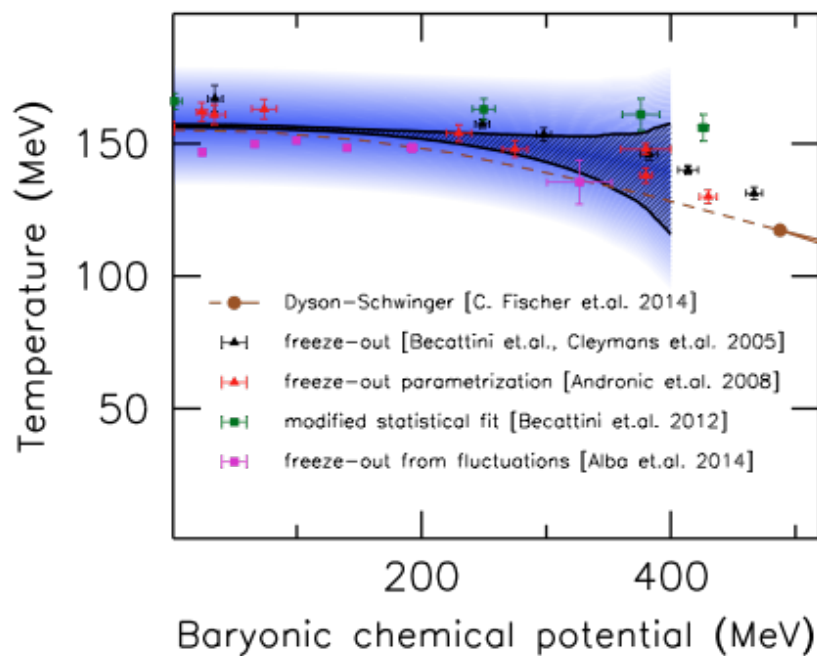 150
100
50
Temperature (MeV)
Dyson-Schwinger [C. Fischer et.al. 2014]
freeze-out [Becattini et.al., Cleymans et.al. 2005]
freeze-out parametrization [Andronic et.al. 2008]
modified statistical fit [Becattini et.al. 2012]
freeze-out from fluctuations [Alba et.al. 2014]
200 400
Baryonic chemical potential (MeV)